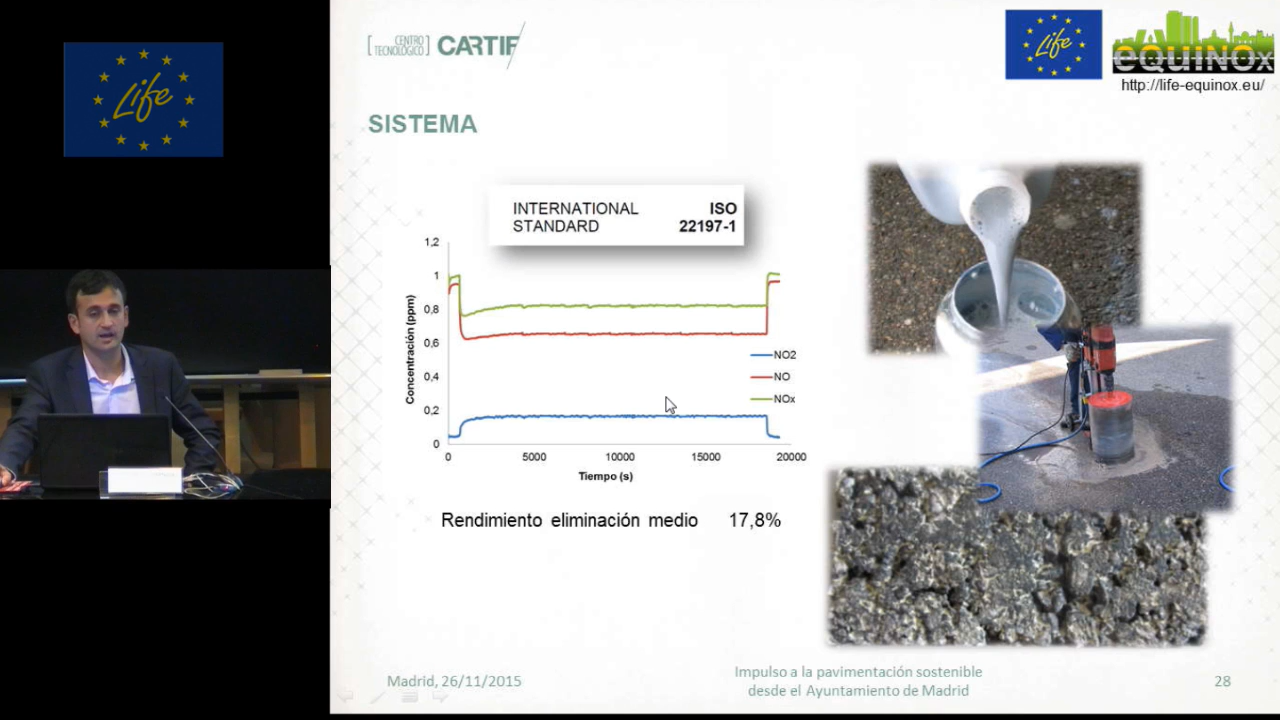 Life
[CENTRO TECNOLÓGICO] CARTIF
Life
eQUINOx
http://life-equinox.eu/
SISTEMA
INTERNATIONAL STANDARD
ISO 22197-1
1,2
1
0,8
0,6
0,4
0,2
0
Concentración (ppm)
NO2
NO
NOx
0 5000 10000 15000 20000
Tiempo (s)
Rendimiento eliminación medio 17,8%
Madrid, 26/11/2015
Impulso a la pavimentación sostenible
desde el Ayuntamiento de Madrid
28